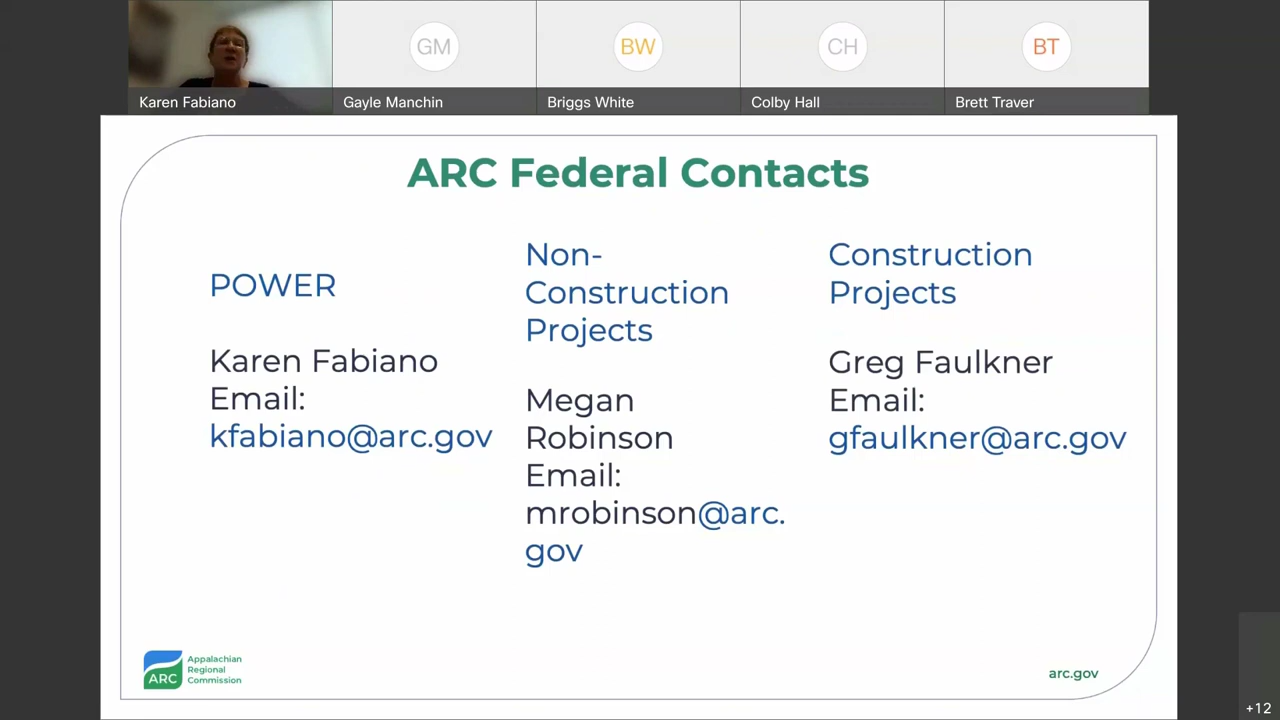 GM
BW
CH
BT
Karen Fabiano
Gayle Manchin
Briggs White
Colby Hall
Brett Traver
ARC Federal Contacts
POWER
Karen Fabiano
Email:
kfabiano@arc.gov
Non-
Construction
Projects
Megan
Robinson
Email:
mrobinson@arc.
gov
Construction
Projects
Greg Faulkner
Email:
gfaulkner@arc.gov
ARC
Appalachian
Regional
Commission
arc.gov
+12